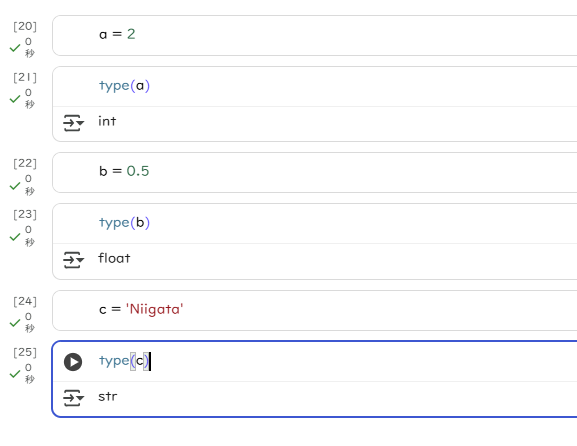 [20]
0
秒
a = 2
[21]
0
秒
type(a)
int
[22]
0
秒
b = 0.5
[23]
0
秒
type(b)
float
[24]
0
秒
c = 'Niigata'
[25]
0
秒
type(c)
str